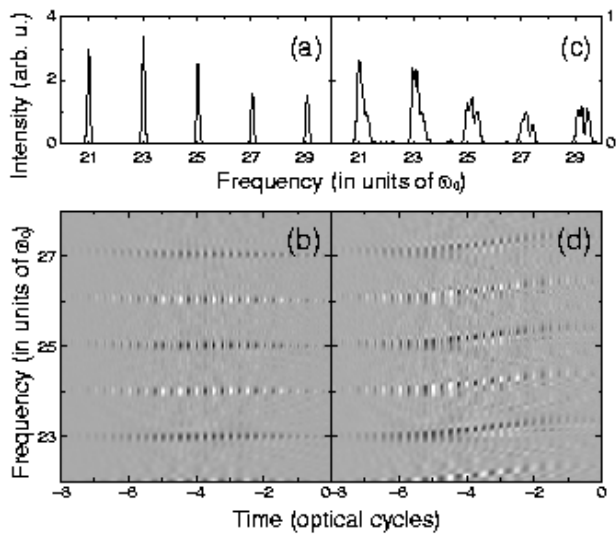 4 (a) (c) 1
Intensity (arb. u.)
2
0 0
21 23 25 27 29 21 23 25 27 29
Frequency (in units of ω₀)
(b) (d)
27
Frequency (in units of ω₀)
25
23
−8 −6 −4 −2 0−8 −6 −4 −2 0
Time (optical cycles)